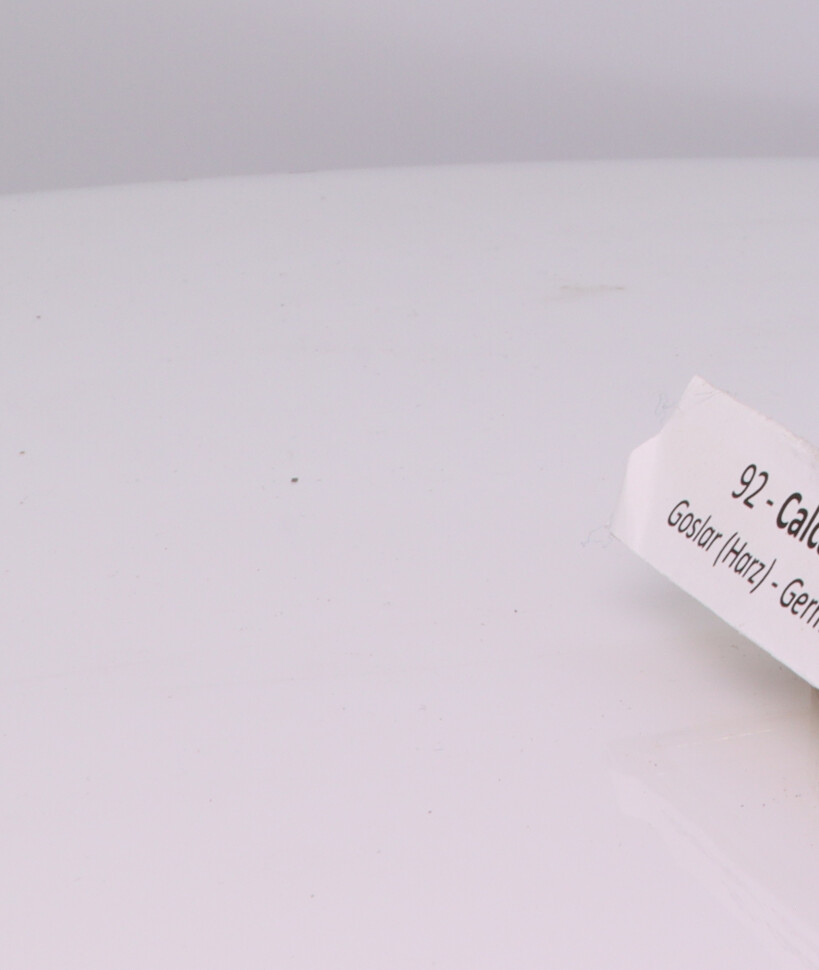 92 - Calc
Goslar (Harz) - Germ